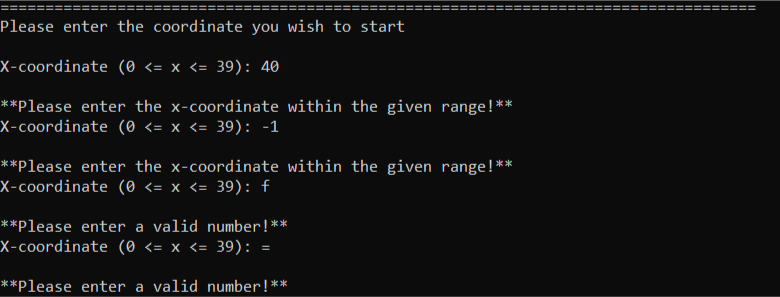 ====================================================================================
Please enter the coordinate you wish to start
X-coordinate (0 <= x <= 39): 40
**Please enter the x-coordinate within the given range!**
X-coordinate (0 <= x <= 39): -1
**Please enter the x-coordinate within the given range!**
X-coordinate (0 <= x <= 39): f
**Please enter a valid number!**
X-coordinate (0 <= x <= 39): =
**Please enter a valid number!**